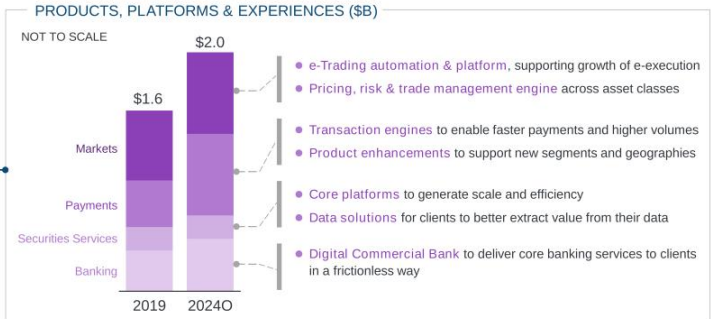 PRODUCTS, PLATFORMS & EXPERIENCES ($B)
NOT TO SCALE
$2.0
$1.6
Markets
Payments
Securities Services
Banking
2019 2024O
e-Trading automation & platform, supporting growth of e-execution
Pricing, risk & trade management engine across asset classes
Transaction engines to enable faster payments and higher volumes
Product enhancements to support new segments and geographies
Core platforms to generate scale and efficiency
Data solutions for clients to better extract value from their data
Digital Commercial Bank to deliver core banking services to clients
in a frictionless way